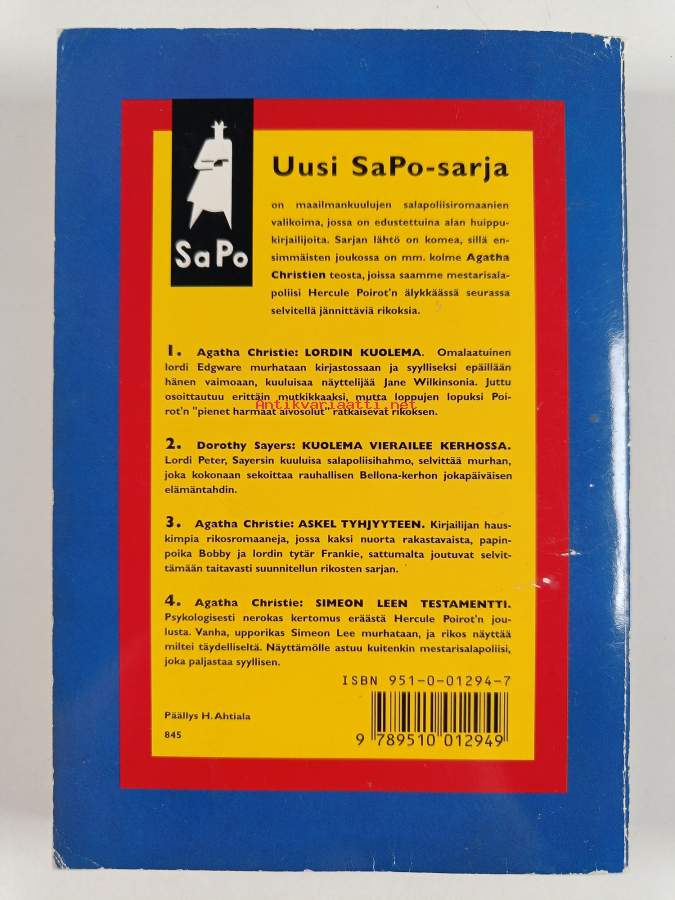 SaPo
Uusi SaPo-sarja
on maailmankuulujen salapoliisiromaanien
valikoima, jossa on edustettuina alan huippu-
kirjailijoita. Sarjan lähtö on komea, sillä en-
simmäisten joukossa on mm. kolme Agatha
Christien teosta, joissa saamme mestarisala-
poliisi Hercule Poirot'n älykkäässä seurassa
selvitellä jännittäviä rikoksia.
1. Agatha Christie: LORDIN KUOLEMA. Omalaatuinen
lordi Edgware murhataan kirjastossaan ja syylliseksi epäillään
hänen vaimoaan, kuuluisaa näyttelijää Jane Wilkinsonia. Juttu
osoittautuu erittäin mutkikkaaksi, mutta loppujen lopuksi Poi-
Antikvariaatti.net
rot'n "pienet harmaat aivosolut" ratkaisevat rikoksen.
2. Dorothy Sayers: KUOLEMA VIERAILEE KERHOSSA.
Lordi Peter, Sayersin kuuluisa salapoliisihahmo, selvittää murhan,
joka kokonaan sekoittaa rauhallisen Bellona-kerhon jokapäiväisen
elämäntahdin.
3. Agatha Christie: ASKEL TYHJYYTEEN. Kirjailijan haus-
kimpia rikosromaaneja, jossa kaksi nuorta rakastavaista, papin-
poika Bobby ja lordin tytär Frankie, sattumalta joutuvat selvit-
tämään taitavasti suunnitellun rikosten sarjan.
4. Agatha Christie: SIMEON LEEN TESTAMENTTI.
Psykologisesti nerokas kertomus eräästä Hercule Poirot'n jou-
lusta. Vanha, upporikas Simeon Lee murhataan, ja rikos näyttää
miltei täydelliseltä. Näyttämölle astuu kuitenkin mestarisalapoliisi,
joka paljastaa syyllisen.
ISBN 951-0-01294-7
Päällys H. Ahtiala
845
9 789510 012949